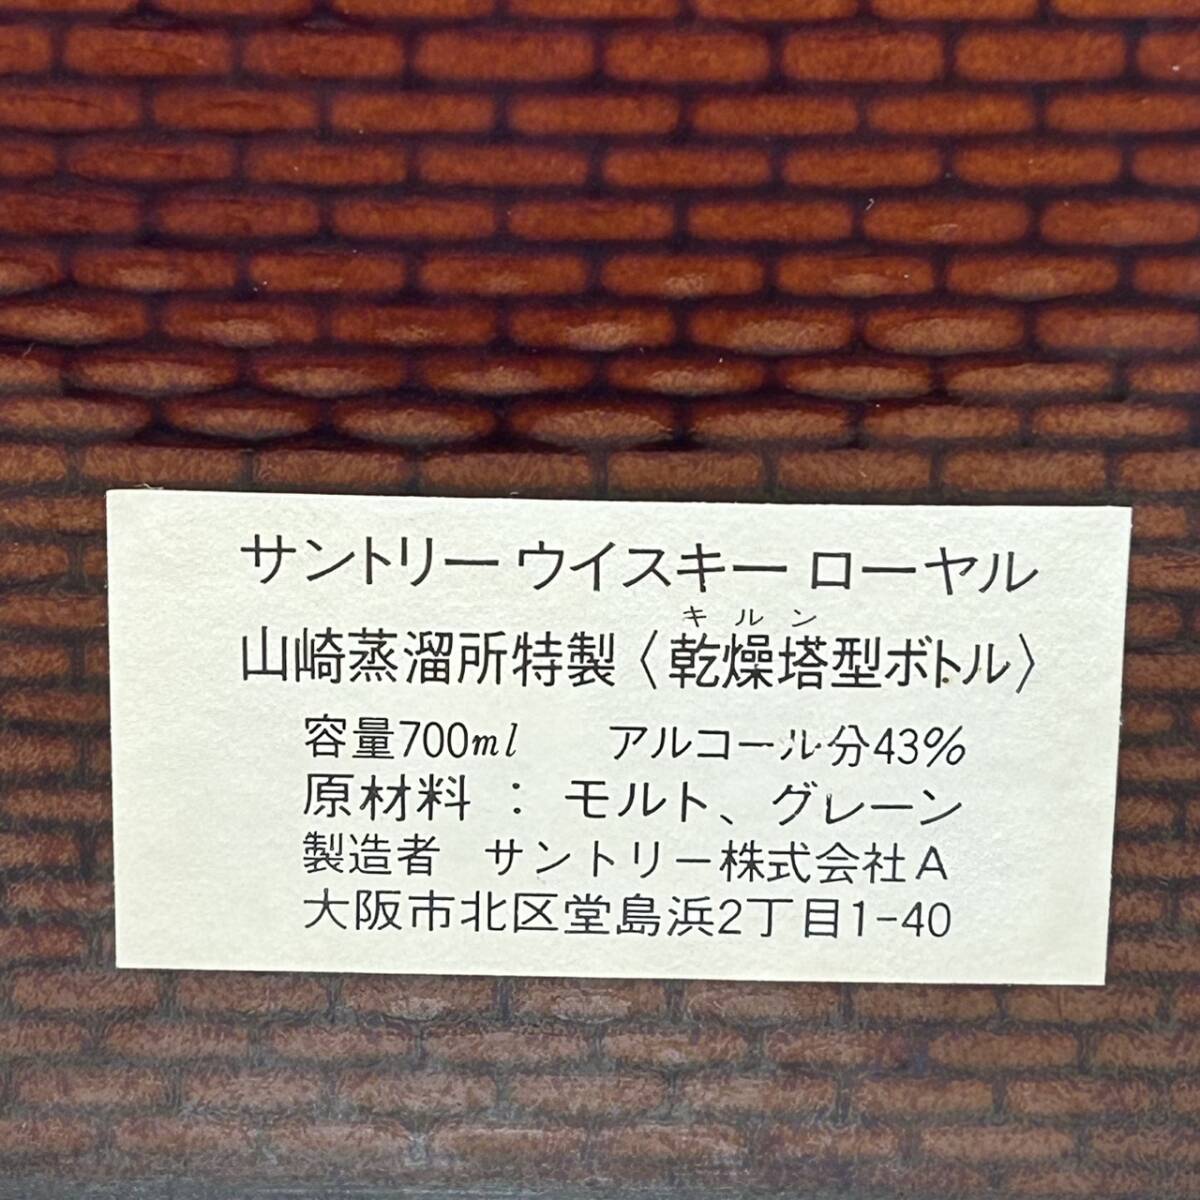 サントリー ウイスキー ローヤル
キルン
山崎蒸溜所特製〈乾燥塔型ボトル〉
容量700ml アルコール分43%
原材料 : モルト、グレーン
製造者 サントリー株式会社A
大阪市北区堂島浜2丁目1-40